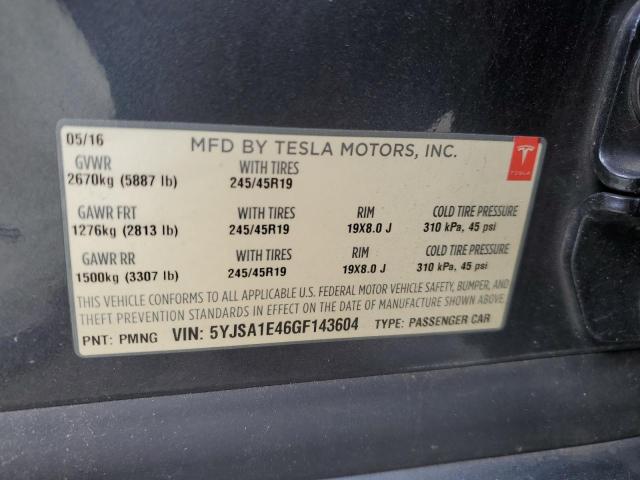 05/16 MFD BY TESLA MOTORS, INC.
TESLA
GVWR WITH TIRES
2670kg (5887 lb) 245/45R19
GAWR FRT WITH TIRES RIM COLD TIRE PRESSURE
1276kg (2813 lb) 245/45R19 19X8.0 J 310 kPa, 45 psi
GAWR RR WITH TIRES RIM COLD TIRE PRESSURE
1500kg (3307 lb) 245/45R19 19X8.0 J 310 kPa, 45 psi
THIS VEHICLE CONFORMS TO ALL APPLICABLE U.S. FEDERAL MOTOR VEHICLE SAFETY, BUMPER, AND
THEFT PREVENTION STANDARDS IN EFFECT ON THE DATE OF MANUFACTURE SHOWN ABOVE.
PNT: PMNG VIN: 5YJSA1E46GF143604 TYPE: PASSENGER CAR